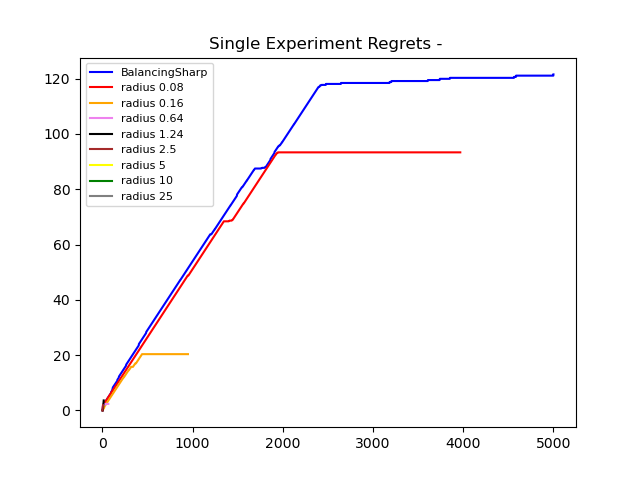 Single Experiment Regrets -
BalancingSharp
radius 0.08
radius 0.16
radius 0.64
radius 1.24
radius 2.5
radius 5
radius 10
radius 25
120
100
80
60
40
20
0
0 1000 2000 3000 4000 5000